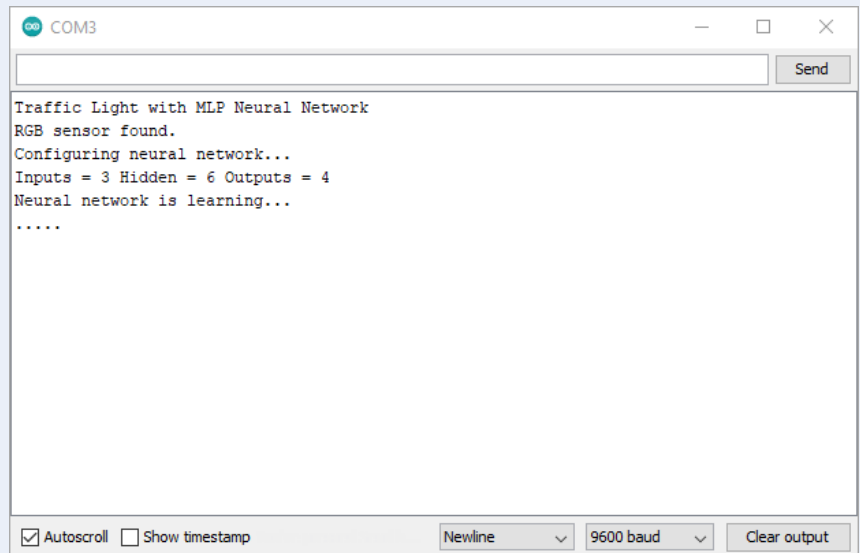 COM3
Send
Traffic Light with MLP Neural Network
RGB sensor found.
Configuring neural network...
Inputs = 3 Hidden = 6 Outputs = 4
Neural network is learning...
.....
Autoscroll Show timestamp Newline 9600 baud Clear output